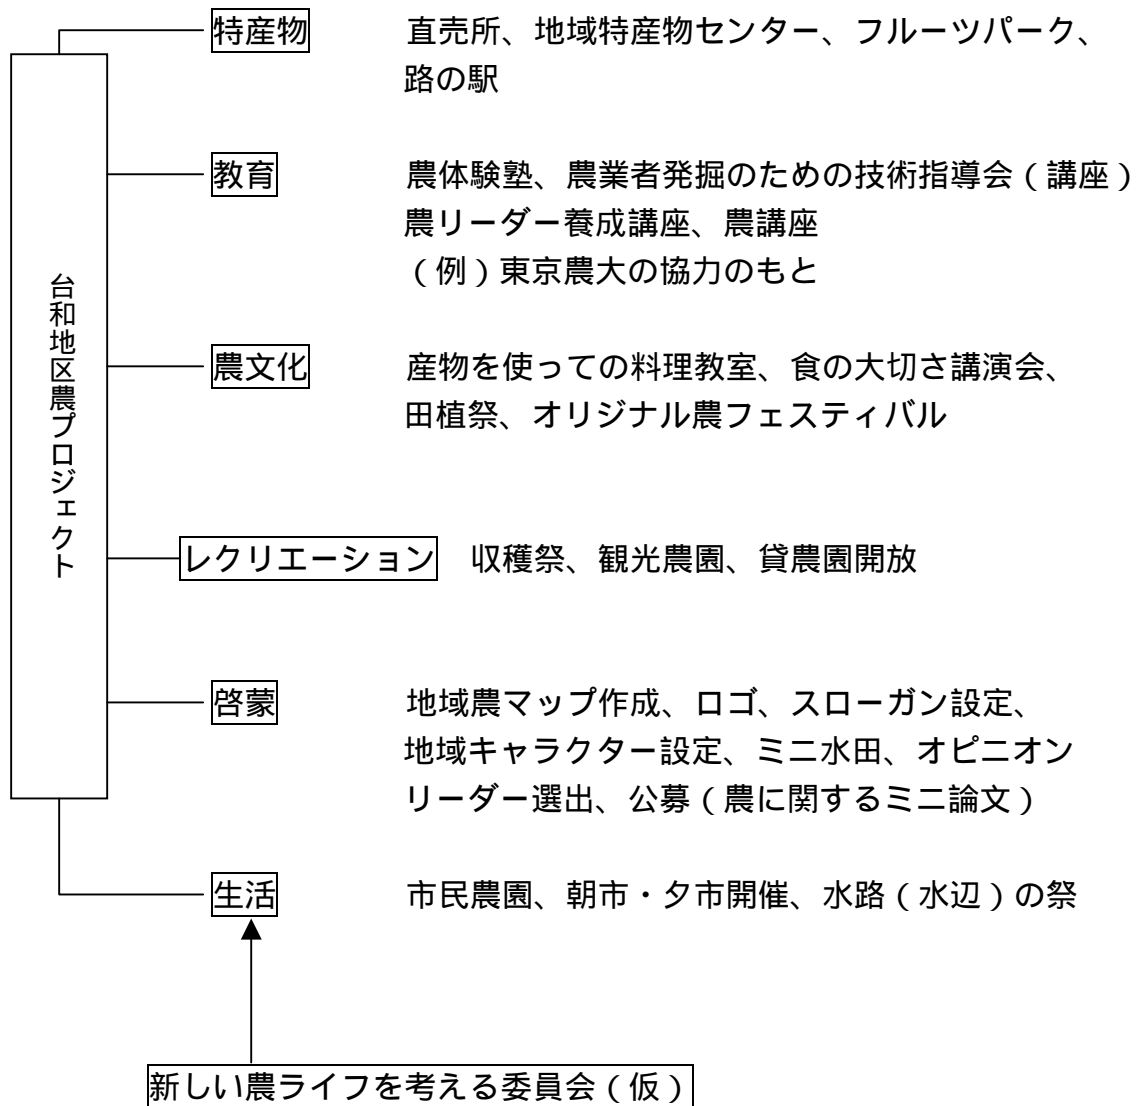 特産物 直売所、地域特産物センター、フルーツパーク、
路の駅
教育 農体験塾、農業者発掘のための技術指導会(講座)
農リーダー養成講座、農講座
(例)東京農大の協力のもと
台和地区農プロジェクト
農文化 産物を使っての料理教室、食の大切さ講演会、
田植祭、オリジナル農フェスティバル
レクリエーション 収穫祭、観光農園、貸農園開放
啓蒙 地域農マップ作成、ロゴ、スローガン設定、
地域キャラクター設定、ミニ水田、オピニオン
リーダー選出、公募(農に関するミニ論文)
生活 市民農園、朝市・夕市開催、水路(水辺)の祭
新しい農ライフを考える委員会(仮)